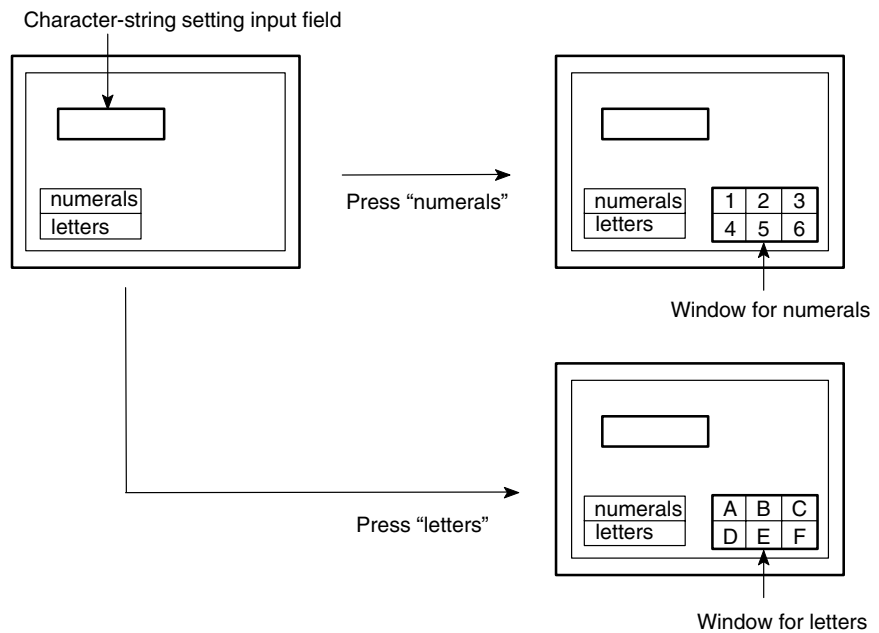 Character-string setting input field
numerals
letters
Press “numerals”
numerals
letters
1 2 3
4 5 6
Window for numerals
Press “letters”
numerals
letters
A B C
D E F
Window for letters